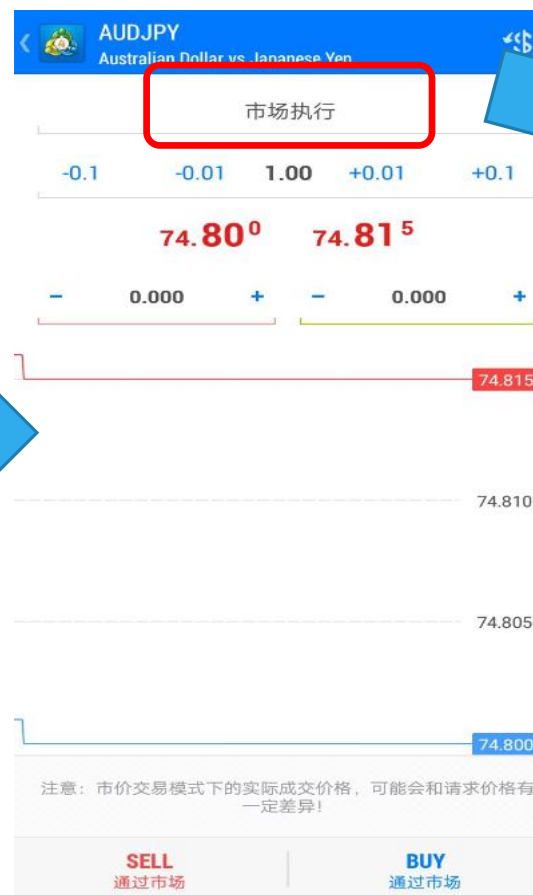 AUDJPY
Australian Dollar vs Japanese Yen
市场执行
-0.1 -0.01 1.00 +0.01 +0.1
74.800 74.815
- 0.000 + - 0.000 +
74.815
74.810
74.805
74.800
注意：市价交易模式下的实际成交价格，可能会和请求价格有
一定差异!
SELL BUY
通过市场 通过市场